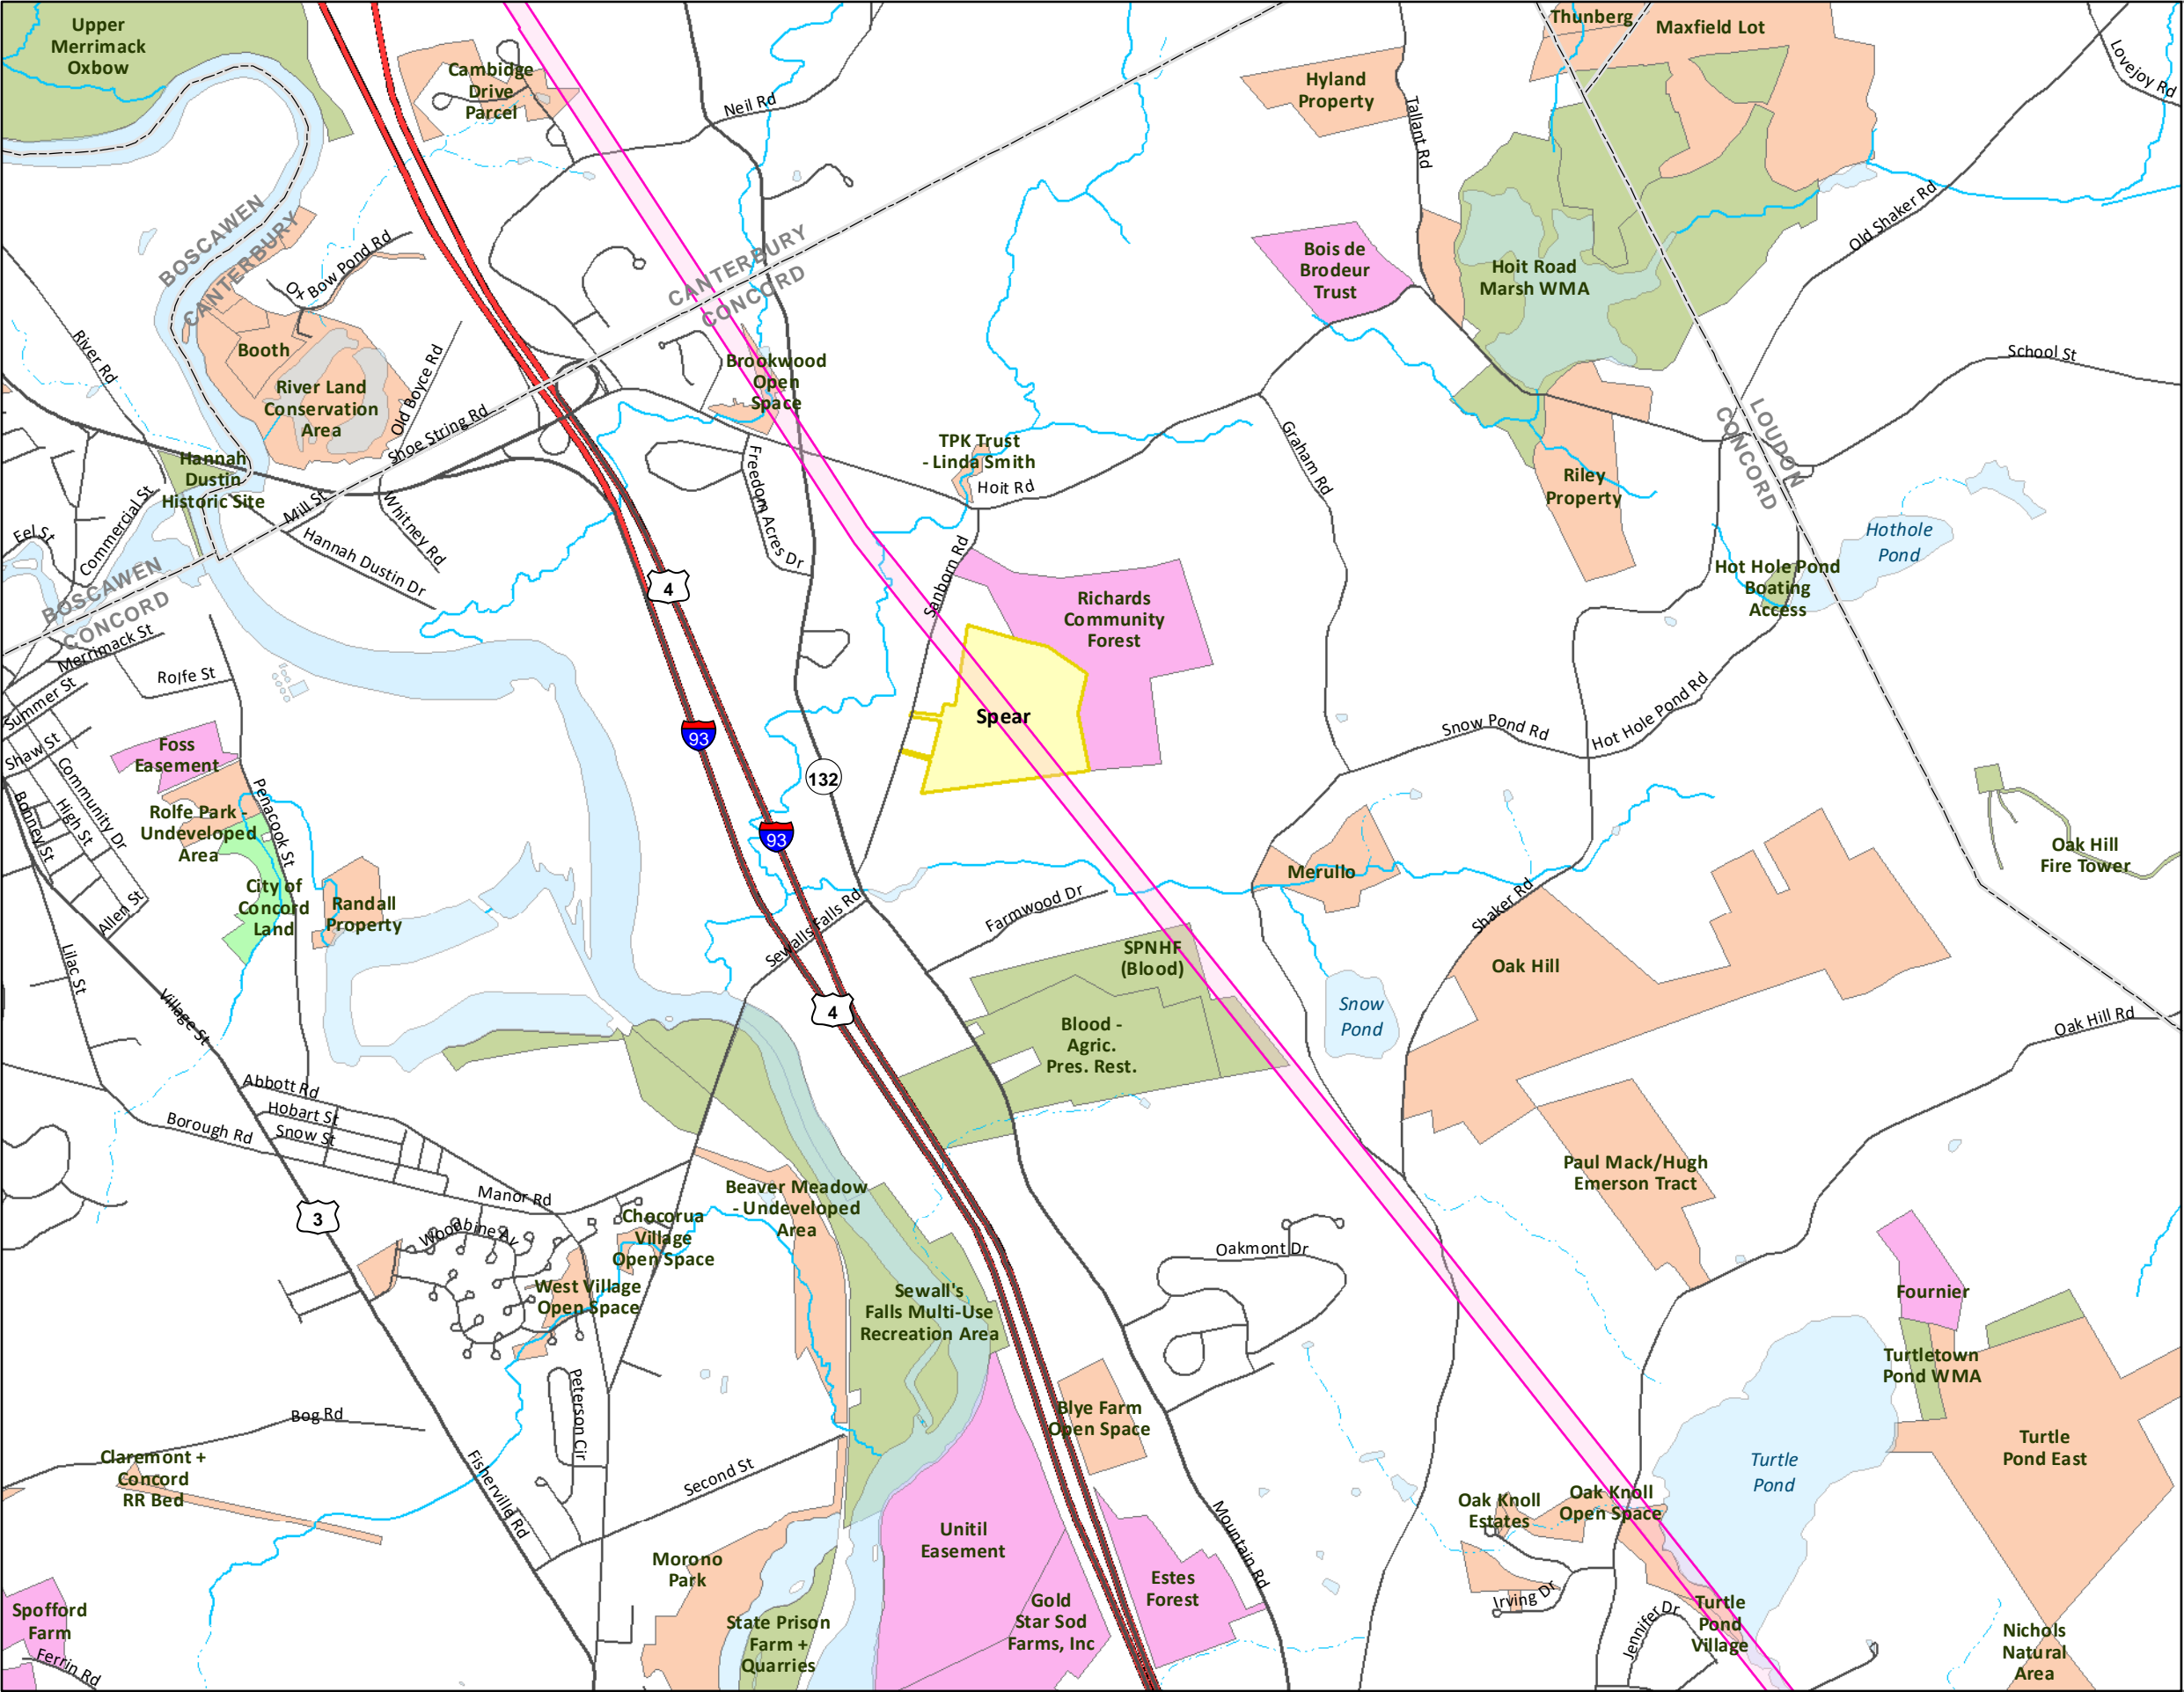 Upper
Merrimack
Oxbow
Cambidge
Drive
Parcel
Neil Rd
Thunberg
Maxfield Lot
Hyland
Property
Tallant Rd
Lovejoy Rd
BOSCAWEN
CANTERBURY
Ox Bow Pond Rd
CANTERBURY
CONCORD
Bois de
Brodeur
Trust
Hoit Road
Marsh WMA
Old Shaker Rd
River Rd
Booth
River Land
Conservation
Area
Old Boyce Rd
Shoe String Rd
Brookwood
Open
Space
School St
LOUDON
CONCORD
Hannah
Dustin
Historic Site
Mill St
Whitney Rd
Hannah Dustin Dr
Commercial St
Eel St
Freedom Acres Dr
TPK Trust
- Linda Smith
Hoit Rd
Graham Rd
Riley
Property
Hothole
Pond
Hot Hole Pond
Boating
Access
BOSCAWEN
CONCORD
4
Sanborn Rd
Richards
Community
Forest
Merrimack St
Rolfe St
Summer St
Shaw St
Spear
93
132
93
Snow Pond Rd
Hot Hole Pond Rd
Foss
Easement
Rolfe Park -
Undeveloped
Area
Penacook St
Community Dr
High St
Bonney St
Allen St
City of
Concord
Land
Randall
Property
Lilac St
Village St
Sewalls Falls Rd
Farmwood Dr
Merullo
Shaker Rd
Oak Hill
Fire Tower
SPNHF
(Blood)
Oak Hill
4
Snow
Pond
Blood -
Agric.
Pres. Rest.
Oak Hill Rd
Abbott Rd
Hobart St
Snow St
Borough Rd
Manor Rd
3
Woodbine Av
Chocorua
Village
Open Space
West Village
Open Space
Beaver Meadow
- Undeveloped
Area
Paul Mack/Hugh
Emerson Tract
Oakmont Dr
Sewall's
Falls Multi-Use
Recreation Area
Fournier
Turtletown
Pond WMA
Peterson Cir
Bog Rd
Fisherville Rd
Second St
Blye Farm
Open Space
Turtle
Pond
Turtle
Pond East
Claremont +
Concord
RR Bed
Oak Knoll
Estates
Oak Knoll
Open Space
Mountain Rd
Unitil
Easement
Morono
Park
Estes
Forest
Gold
Star Sod
Farms, Inc
Irving Dr
Jennifer Dr
Turtle
Pond
Village
Spofford
Farm
Ferrin Rd
State Prison
Farm +
Quarries
Nichols
Natural
Area